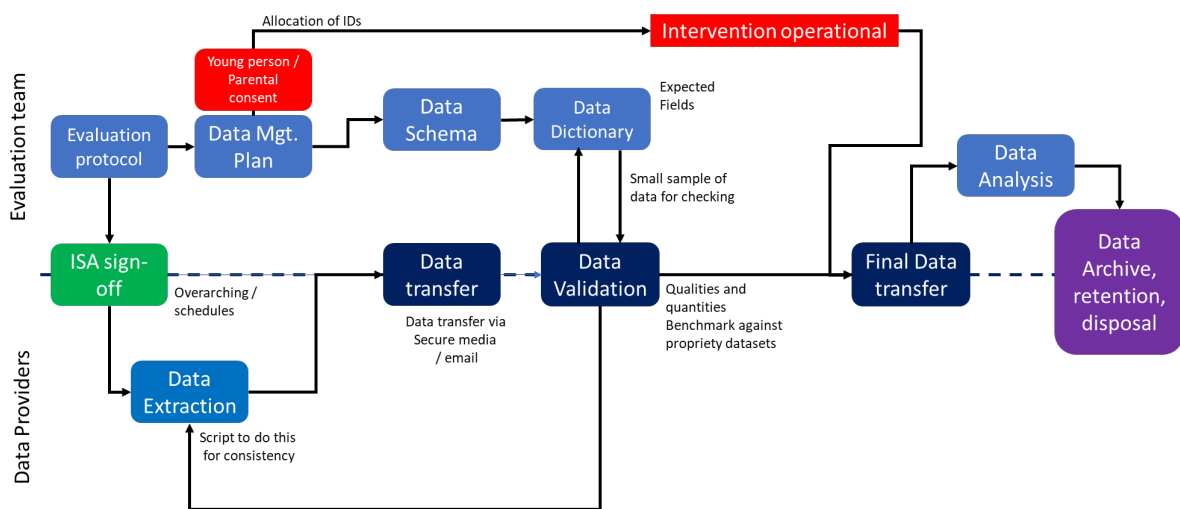 Allocation of IDs
Intervention operational
Young person /
Parental
consent
Evaluation team
Evaluation
protocol
Data Mgt.
Plan
Data
Schema
Data
Dictionary
Expected
Fields
Small sample of
data for checking
Data
Analysis
ISA sign-
off
Overarching /
schedules
Data
transfer
Data transfer via
Secure media
/ email
Data
Validation
Qualities and
quantities
Benchmark against
propriety datasets
Final Data
transfer
Data
Archive,
retention,
disposal
Data Providers
Data
Extraction
Script to do this
for consistency